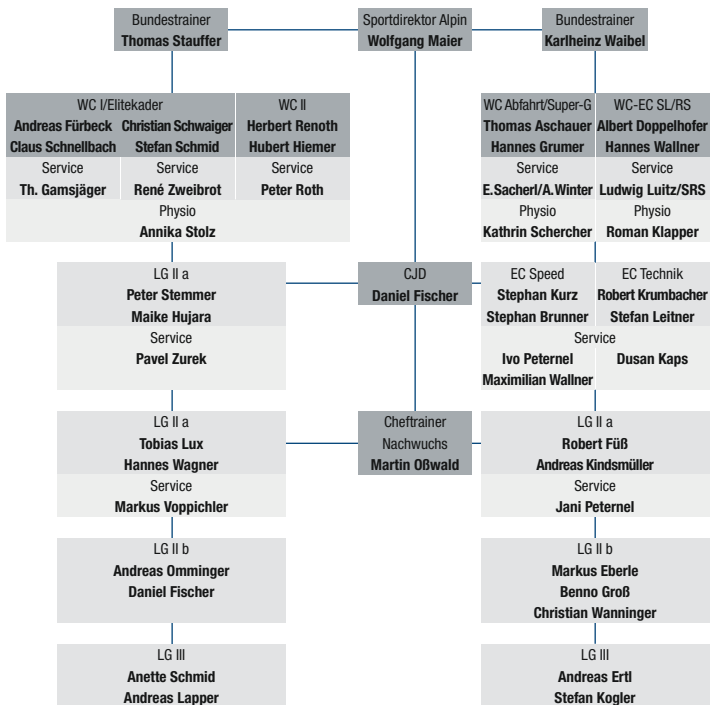 Bundestrainer
Thomas Stauffer
Sportdirektor Alpin
Wolfgang Maier
Bundestrainer
Karlheinz Waibel
WC I/Elitekader
Andreas Fürbeck Christian Schwaiger
Claus Schnellbach Stefan Schmid
WC II
Herbert Renoth
Hubert Hiemer
Service
Th. Gamsjäger
Service
René Zweibrot
Service
Peter Roth
Physio
Annika Stolz
WC Abfahrt/Super-G
Thomas Aschauer
Hannes Grumer
Service
E.Sacherl/A.Winter
Physio
Kathrin Schercher
WC-EC SL/RS
Albert Doppelhofer
Hannes Wallner
Service
Ludwig Luitz/SRS
Physio
Roman Klapper
LG II a
Peter Stemmer
Maike Hujara
Service
Pavel Zurek
CJD
Daniel Fischer
EC Speed
Stephan Kurz
Stephan Brunner
EC Technik
Robert Krumbacher
Stefan Leitner
Service
Ivo Peternel
Maximilian Wallner
Dusan Kaps
LG II a
Tobias Lux
Hannes Wagner
Service
Markus Voppichler
Cheftrainer
Nachwuchs
Martin Oßwald
LG II a
Robert Füß
Andreas Kindsmüller
Service
Jani Peternel
LG II b
Andreas Omminger
Daniel Fischer
LG II b
Markus Eberle
Benno Groß
Christian Wanninger
LG III
Anette Schmid
Andreas Lapper
LG III
Andreas Ertl
Stefan Kogler